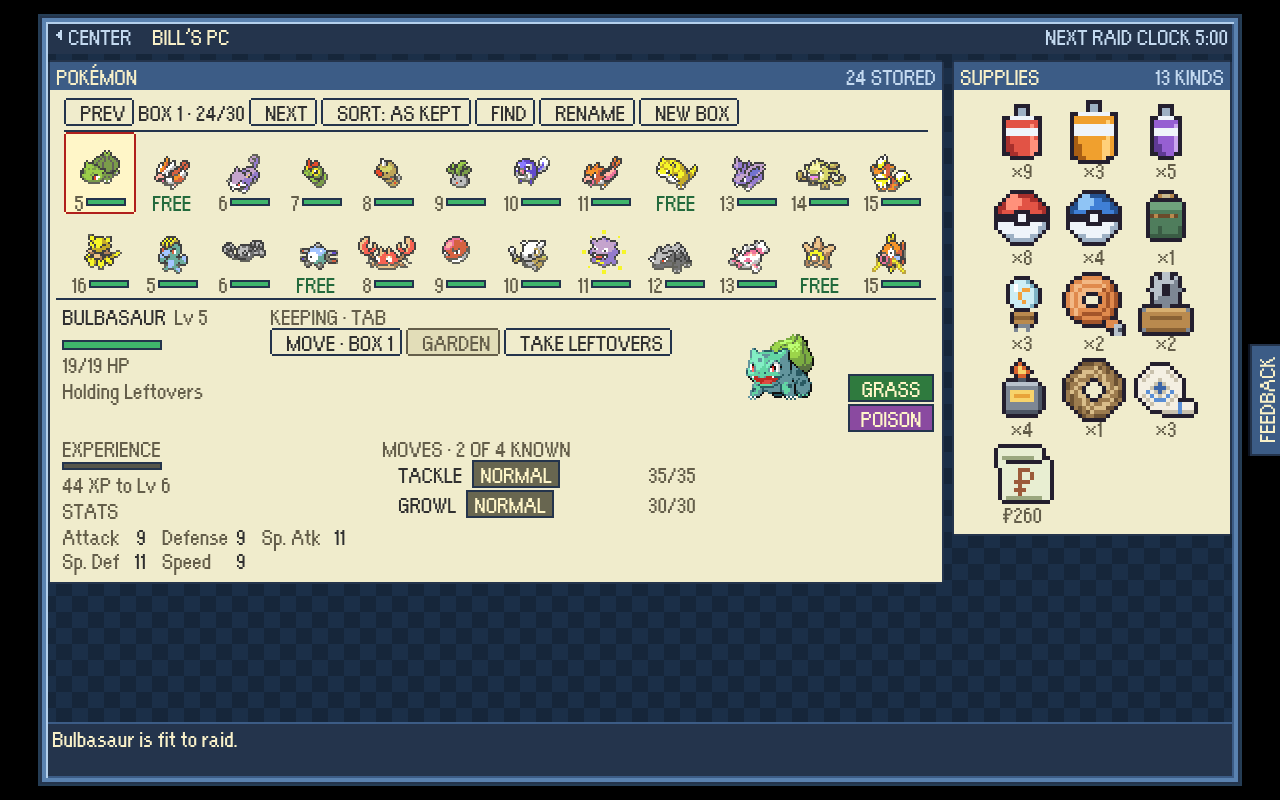 CENTER BILL'S PC NEXT RAID CLOCK 5:00
POKÉMON 24 STORED
PREV BOX 1 · 24/30 NEXT SORT: AS KEPT FIND RENAME NEW BOX
5 FREE 6 7 8 9 10 11 FREE 13 14 15
16 5 6 FREE 8 9 10 11 12 13 FREE 15
BULBASAUR Lv 5
19/19 HP
Holding Leftovers
KEEPING · TAB
MOVE · BOX 1 GARDEN TAKE LEFTOVERS
GRASS
POISON
EXPERIENCE
44 XP to Lv 6
STATS
Attack 9 Defense 9 Sp. Atk 11
Sp. Def 11 Speed 9
MOVES · 2 OF 4 KNOWN
TACKLE NORMAL 35/35
GROWL NORMAL 30/30
SUPPLIES 13 KINDS
×9 ×3 ×5
×8 ×4 ×1
×3 ×2 ×2
×4 ×1 ×3
₽260
FEEDBACK
Bulbasaur is fit to raid.